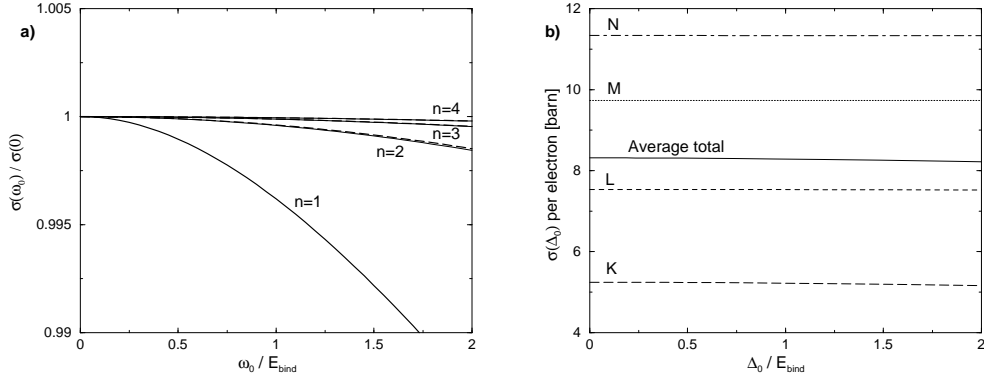 a)
1.005
1
0.995
0.99
σ(ω₀) / σ(0)
n=4
n=3
n=2
n=1
0
0.5
1
1.5
2
ω₀ / E_bind
b)
12
10
8
6
4
σ(Δ₀) per electron [barn]
N
M
Average total
L
K
0
0.5
1
1.5
2
Δ₀ / E_bind